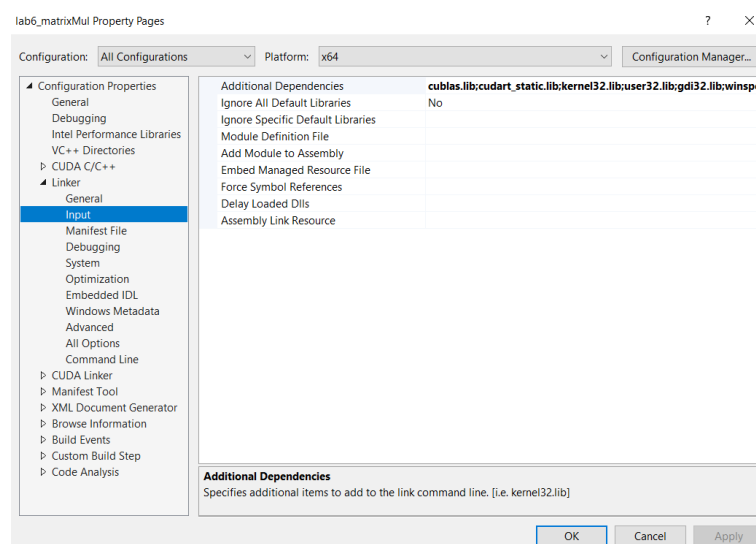 lab6_matrixMul Property Pages
Configuration: All Configurations Platform: x64 Configuration Manager...
Configuration Properties
General
Debugging
Intel Performance Libraries
VC++ Directories
CUDA C/C++
Linker
General
Input
Manifest File
Debugging
System
Optimization
Embedded IDL
Windows Metadata
Advanced
All Options
Command Line
CUDA Linker
Manifest Tool
XML Document Generator
Browse Information
Build Events
Custom Build Step
Code Analysis
Additional Dependencies cublas.lib;cudart_static.lib;kernel32.lib;user32.lib;gdi32.lib;winspo
Ignore All Default Libraries No
Ignore Specific Default Libraries
Module Definition File
Add Module to Assembly
Embed Managed Resource File
Force Symbol References
Delay Loaded Dlls
Assembly Link Resource
Additional Dependencies
Specifies additional items to add to the link command line. [i.e. kernel32.lib]
OK Cancel Apply